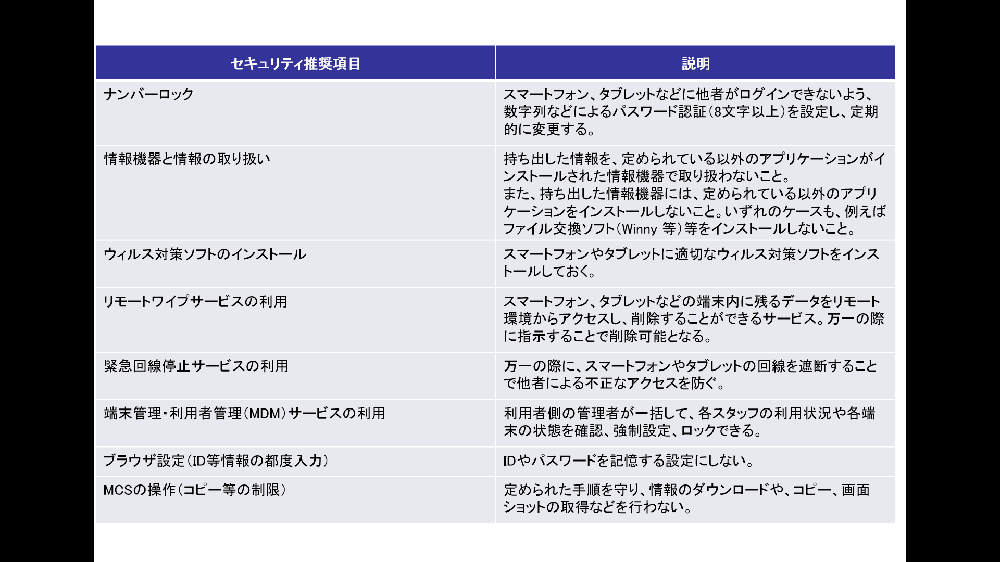 セキュリティ推奨項目
説明
ナンバーロック
スマートフォン、タブレットなどに他者がログインできないよう、
数字列などによるパスワード認証（8文字以上）を設定し、定期
的に変更する。
情報機器と情報の取り扱い
持ち出した情報を、定められている以外のアプリケーションがイ
ンストールされた情報機器で取り扱わないこと。
また、持ち出した情報機器には、定められている以外のアプリ
ケーションをインストールしないこと。いずれのケースも、例えば
ファイル交換ソフト（Winny 等）等をインストールしないこと。
ウィルス対策ソフトのインストール
スマートフォンやタブレットに適切なウィルス対策ソフトをインス
トールしておく。
リモートワイプサービスの利用
スマートフォン、タブレットなどの端末内に残るデータをリモート
環境からアクセスし、削除することができるサービス。万一の際
に指示することで削除可能となる。
緊急回線停止サービスの利用
万一の際に、スマートフォンやタブレットの回線を遮断すること
で他者による不正なアクセスを防ぐ。
端末管理・利用者管理（MDM）サービスの利用
利用者側の管理者が一括して、各スタッフの利用状況や各端
末の状態を確認、強制設定、ロックできる。
ブラウザ設定（ID等情報の都度入力）
IDやパスワードを記憶する設定にしない。
MCSの操作（コピー等の制限）
定められた手順を守り、情報のダウンロードや、コピー、画面
ショットの取得などを行わない。